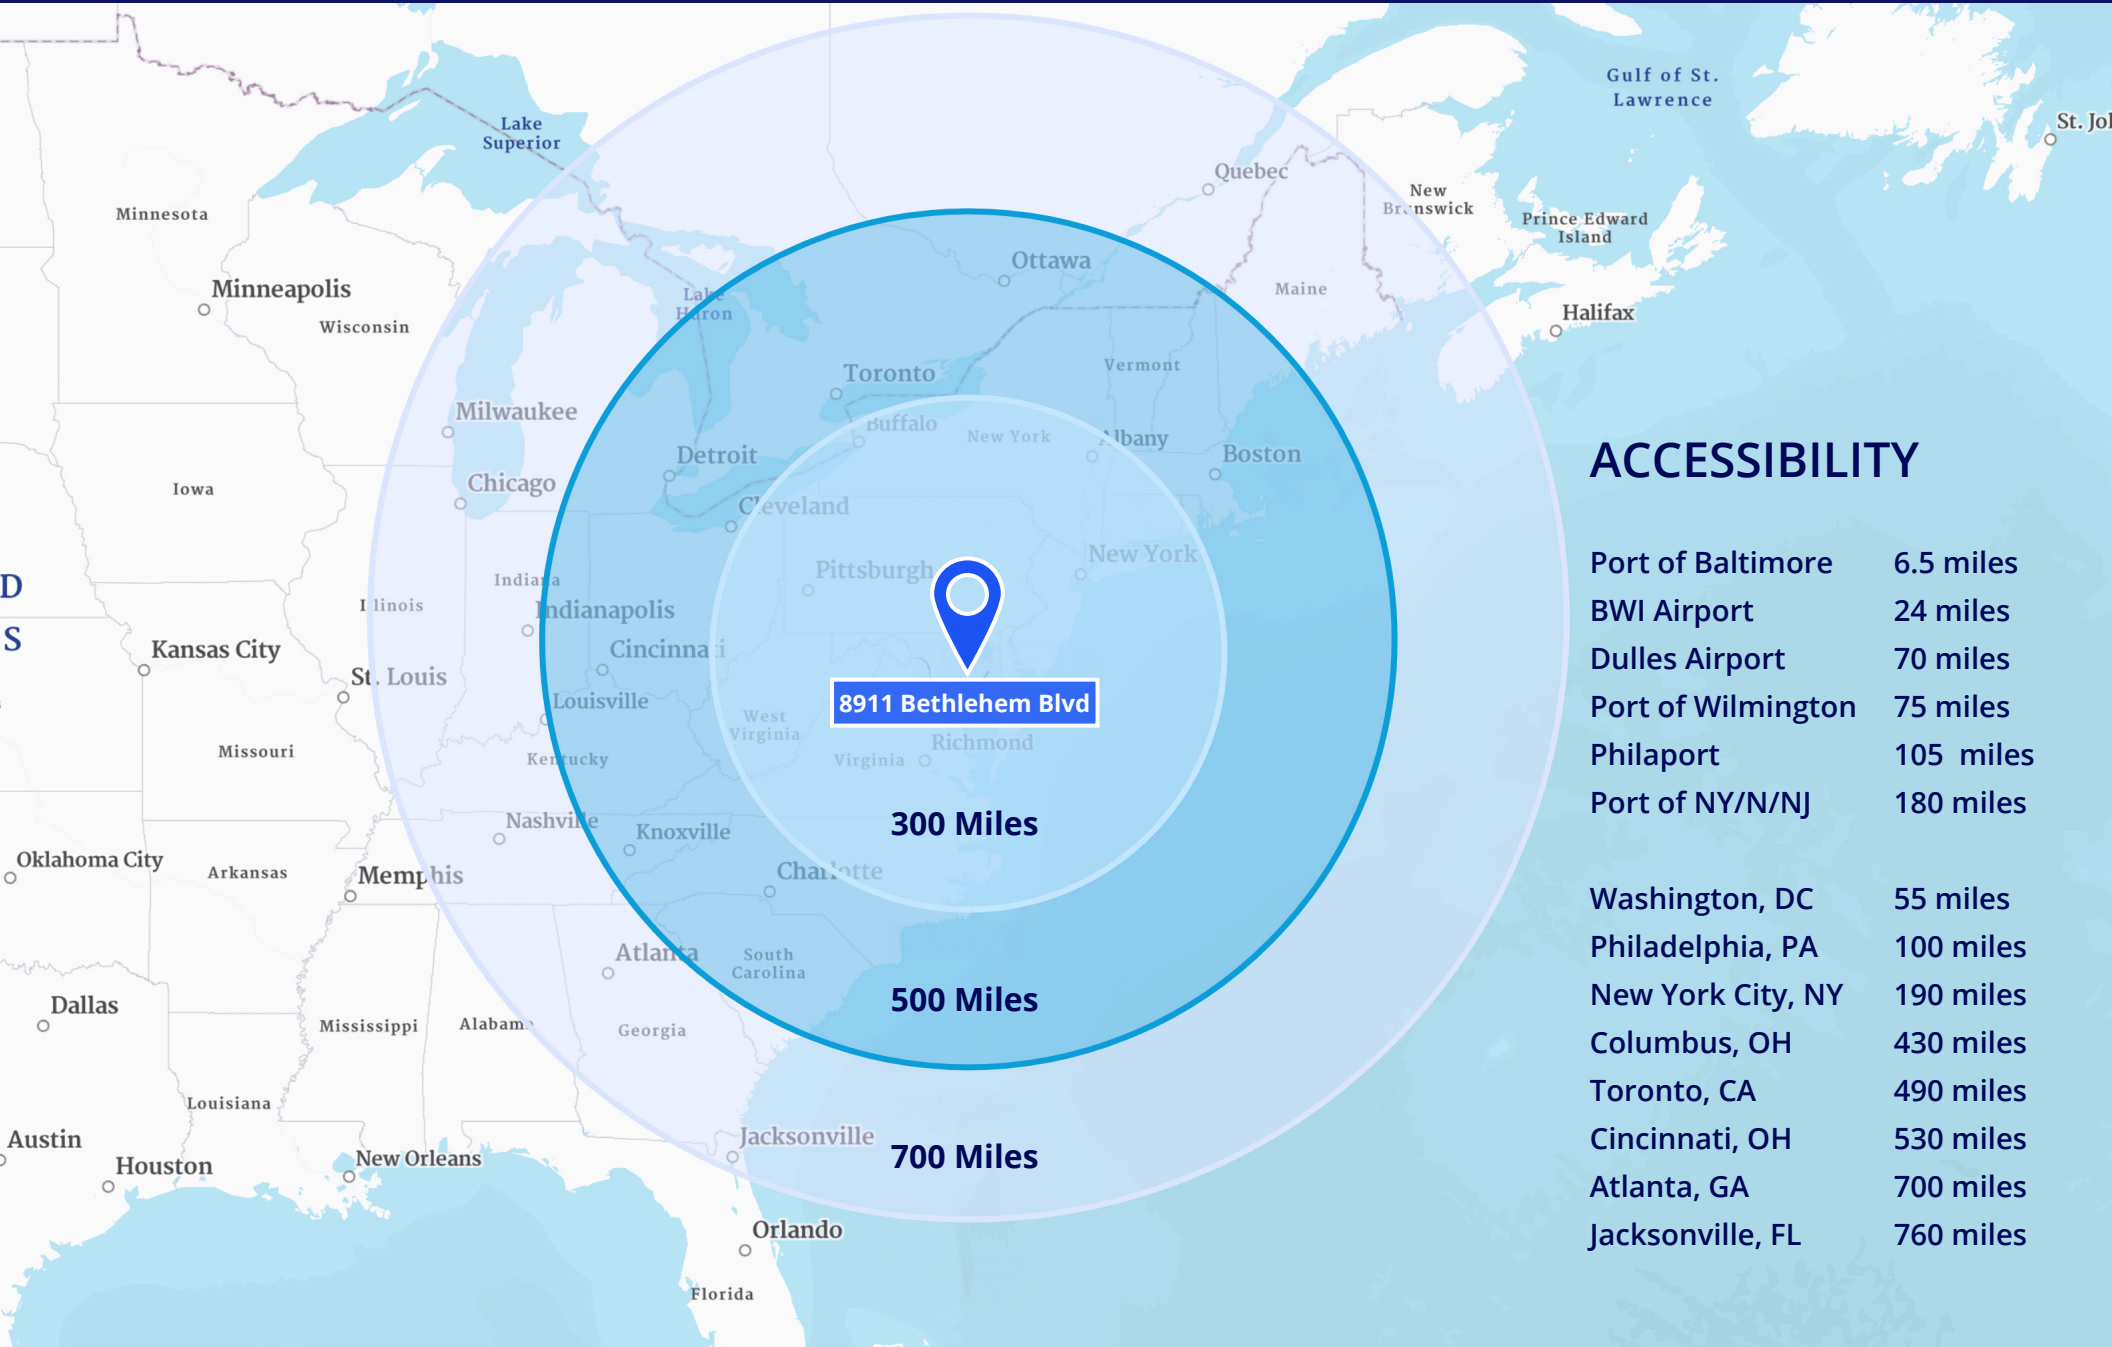 Gulf of St.
Lawrence
St. Joh
Lake
Superior
Quebec
New
Brunswick
Prince Edward
Island
Minnesota
Minneapolis
Wisconsin
Ottawa
Lake
Huron
Maine
Halifax
Toronto
Vermont
Milwaukee
Buffalo
New York
Albany
Detroit
Boston
Chicago
Iowa
Cleveland
New York
Pittsburgh
Indiana
D
Illinois
Indianapolis
S
Kansas City
Cincinnati
St. Louis
Louisville
8911 Bethlehem Blvd
West
Virginia
Richmond
Missouri
Kentucky
Virginia
Nashville
Knoxville
300 Miles
Oklahoma City
Arkansas
Memphis
Charlotte
Atlanta
South
Carolina
500 Miles
Dallas
Mississippi
Alabama
Georgia
Louisiana
Austin
Houston
New Orleans
Jacksonville
700 Miles
Orlando
Florida
ACCESSIBILITY
Port of Baltimore 6.5 miles
BWI Airport 24 miles
Dulles Airport 70 miles
Port of Wilmington 75 miles
Philaport 105 miles
Port of NY/N/NJ 180 miles
Washington, DC 55 miles
Philadelphia, PA 100 miles
New York City, NY 190 miles
Columbus, OH 430 miles
Toronto, CA 490 miles
Cincinnati, OH 530 miles
Atlanta, GA 700 miles
Jacksonville, FL 760 miles